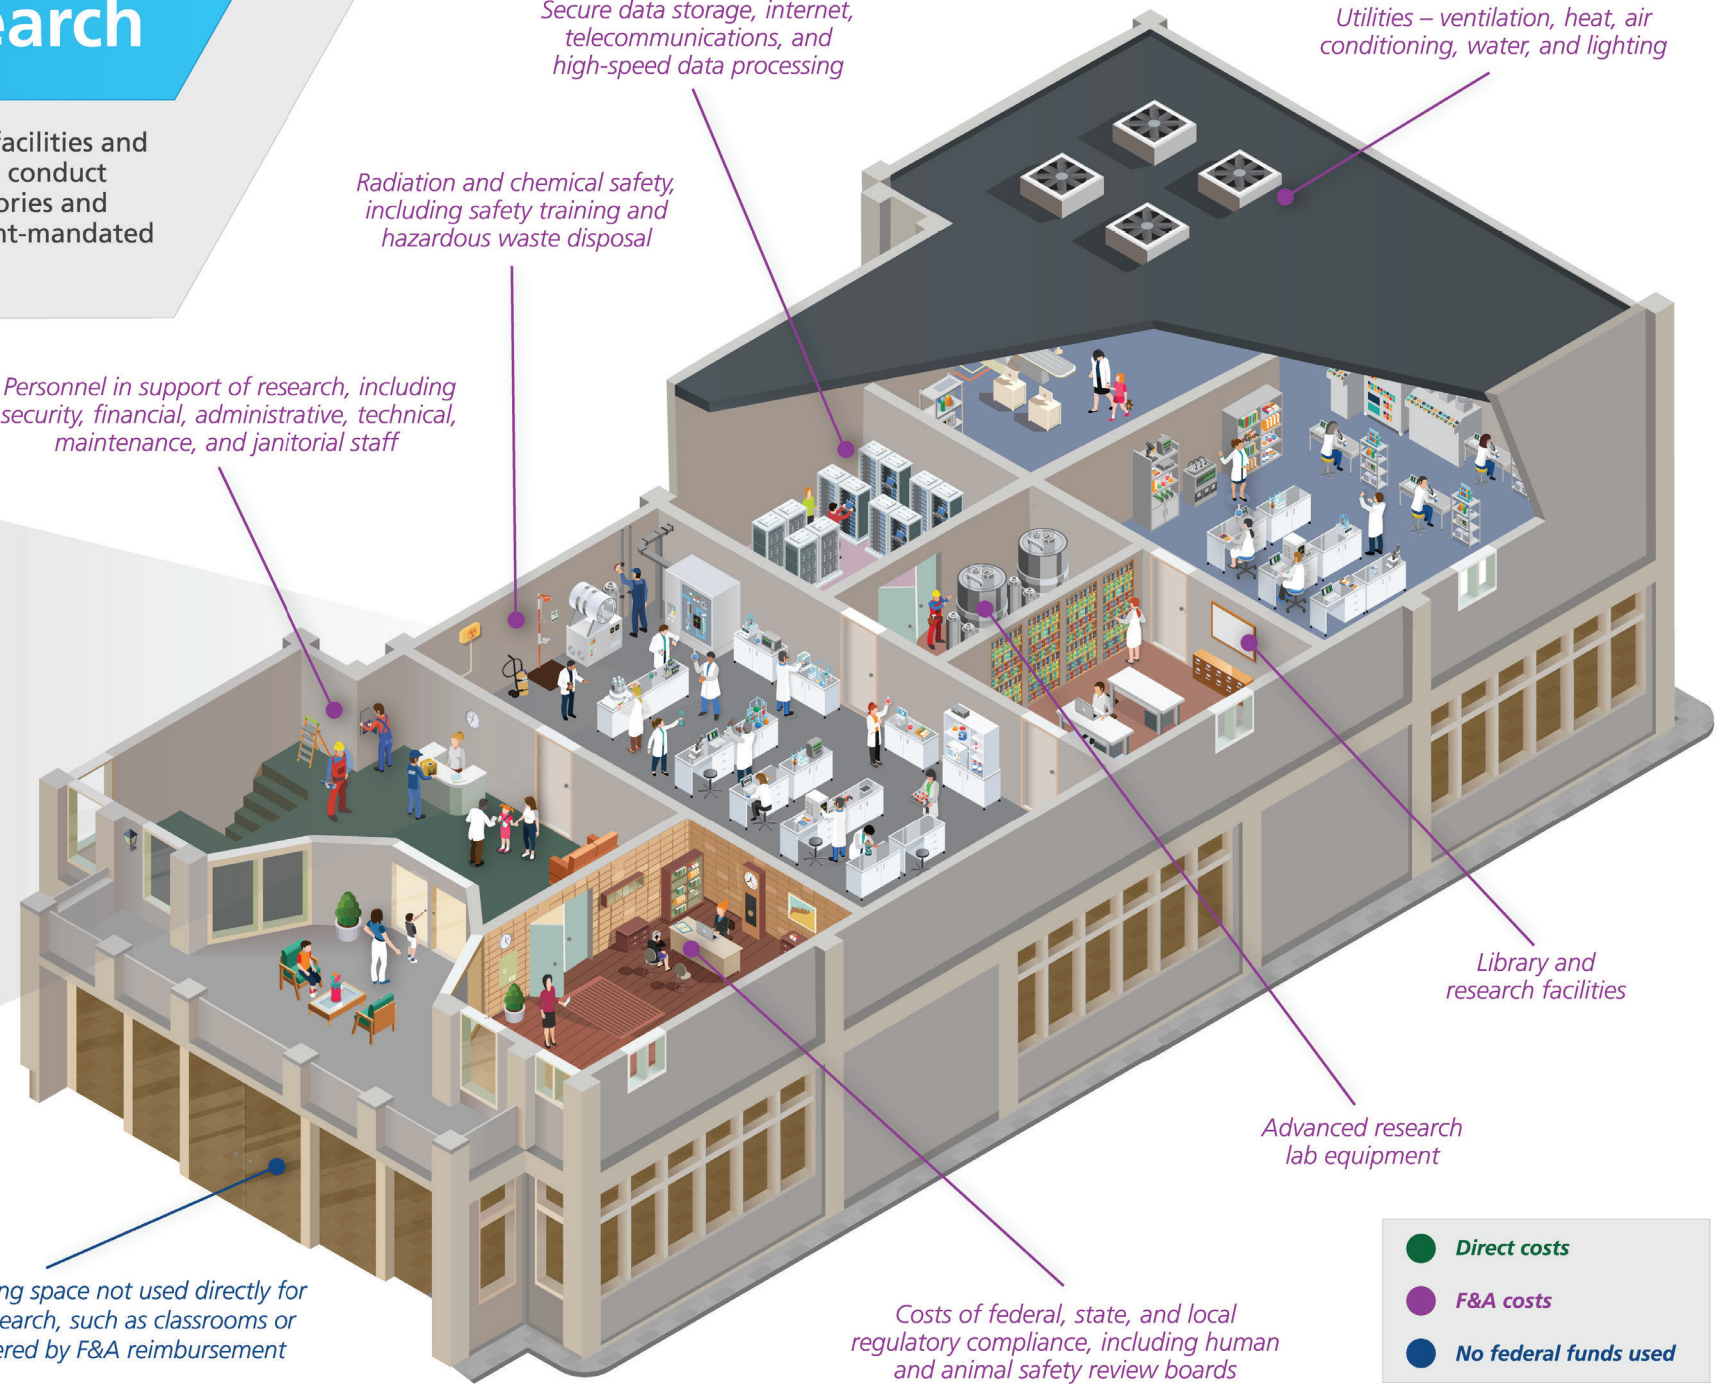 earch
facilities and
conduct
ories and
nt-mandated
Secure data storage, internet,
telecommunications, and
high-speed data processing
Utilities – ventilation, heat, air
conditioning, water, and lighting
Radiation and chemical safety,
including safety training and
hazardous waste disposal
Personnel in support of research, including
security, financial, administrative, technical,
maintenance, and janitorial staff
Library and
research facilities
Advanced research
lab equipment
ng space not used directly for
earch, such as classrooms or
ered by F&A reimbursement
Costs of federal, state, and local
regulatory compliance, including human
and animal safety review boards
Direct costs
F&A costs
No federal funds used